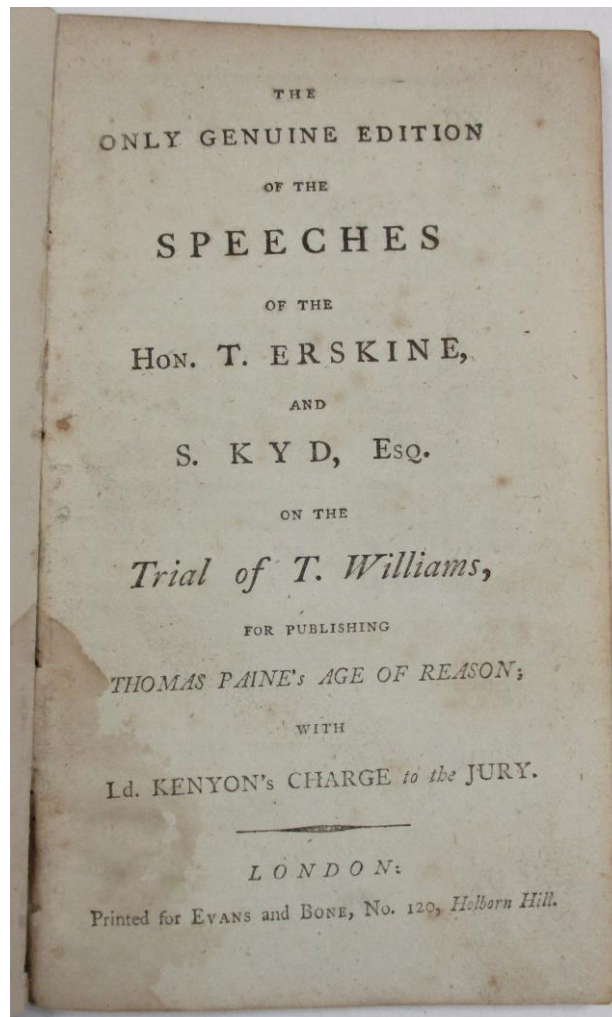 THE
ONLY GENUINE EDITION
OF THE
SPEECHES
OF THE
HON. T. ERSKINE,
AND
S. KYD, ESQ.
ON THE
Trial of T. Williams,
FOR PUBLISHING
THOMAS PAINE's AGE OF REASON;
WITH
Ld. KENYON's CHARGE to the JURY.
LONDON:
Printed for EVANS and BONE, No. 120, Holborn Hill.